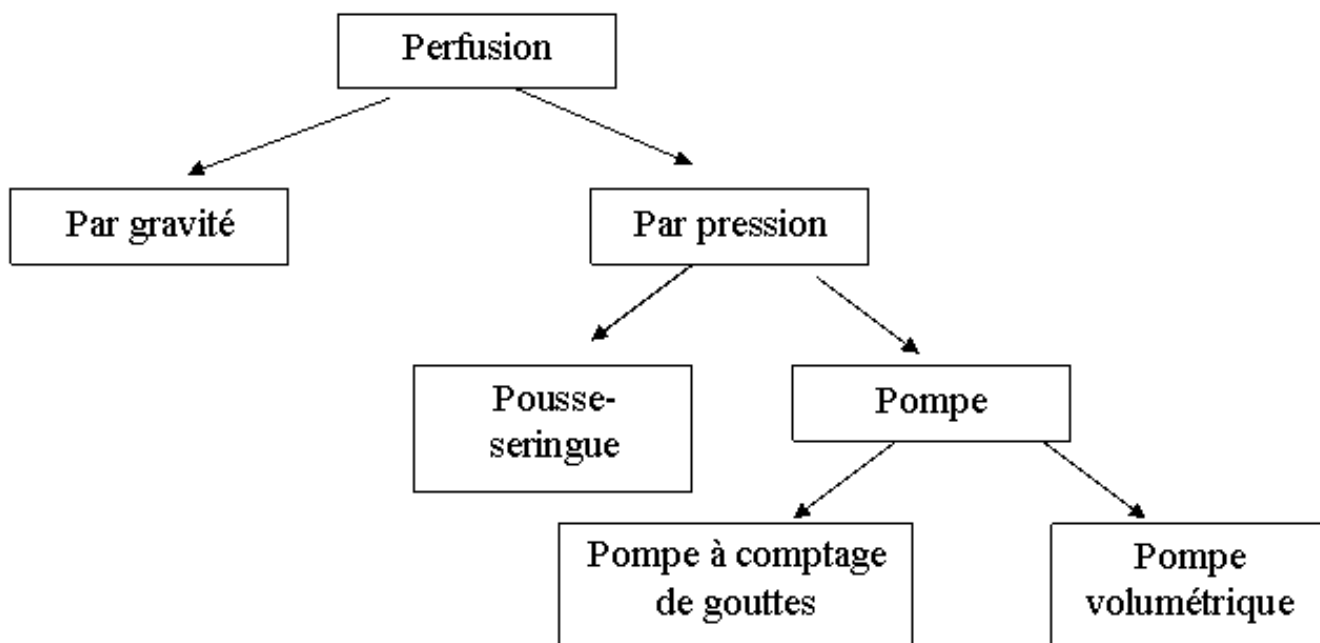 Perfusion
Par gravité
Par pression
Pousse-
seringue
Pompe
Pompe à comptage
de gouttes
Pompe
volumétrique